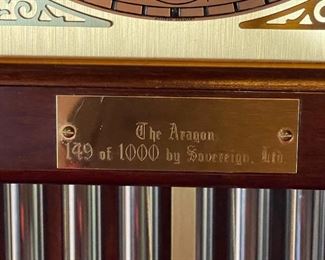 The Aragon
149 of 1000 by Sovereign, Ltd.